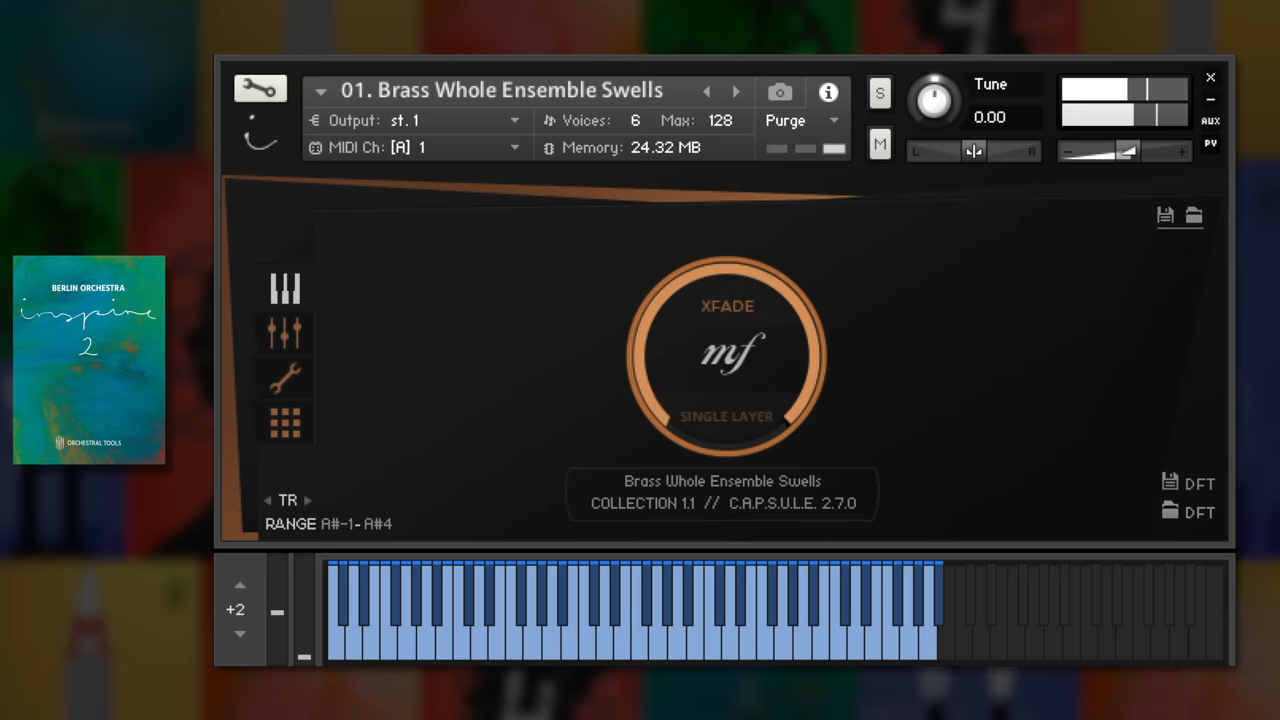 BERLIN ORCHESTRA
inspire
2
ORCHESTRAL TOOLS
01. Brass Whole Ensemble Swells
Output: st.1
Voices: 6 Max: 128
Purge
MIDI Ch: [A] 1
Memory: 24.32 MB
S
M
Tune
0.00
L R
- +
AUX
PV
XFADE
mf
SINGLE LAYER
Brass Whole Ensemble Swells
COLLECTION 1.1 // C.A.P.S.U.L.E. 2.7.0
TR
RANGE A#-1- A#4
DFT
DFT
+2